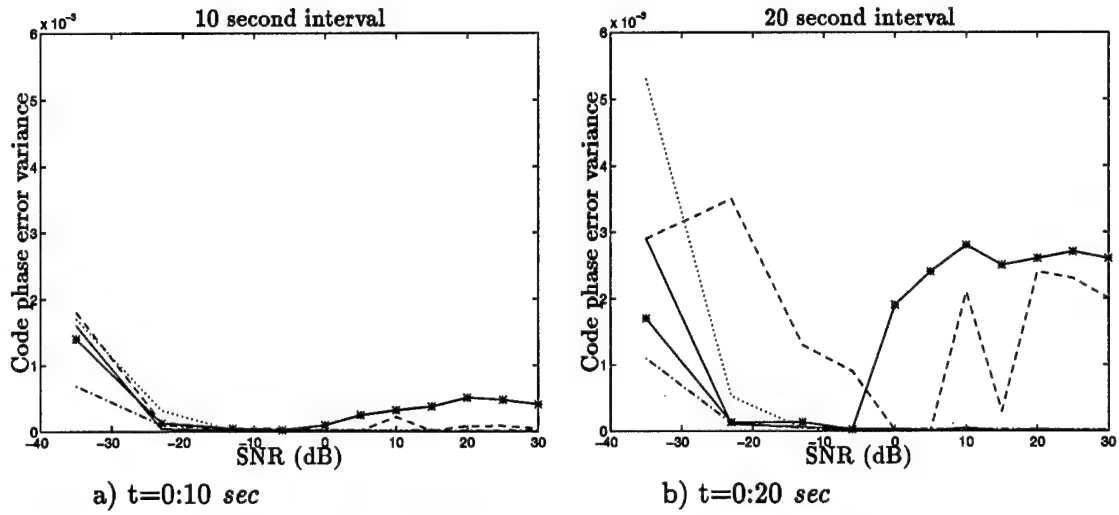 10 second interval
x 10⁻³
6
5
4
3
2
1
0
Code phase error variance
-40 -30 -20 -10 0 10 20 30
SNR (dB)
a) t=0:10 sec
20 second interval
x 10⁻³
6
5
4
3
2
1
0
Code phase error variance
-40 -30 -20 -10 0 10 20 30
SNR (dB)
b) t=0:20 sec